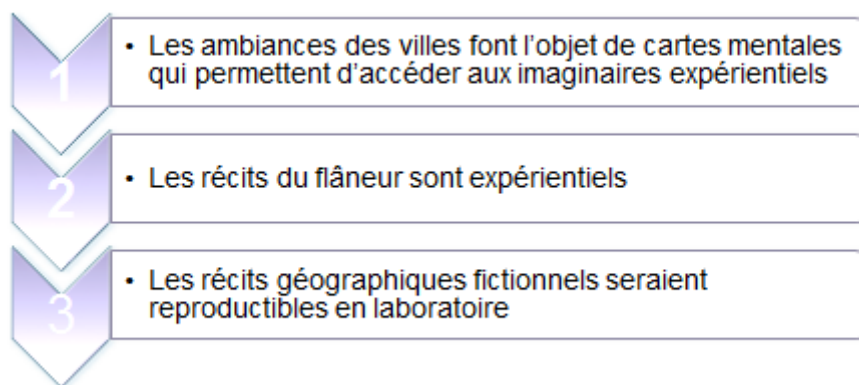 1
• Les ambiances des villes font l'objet de cartes mentales
qui permettent d'accéder aux imaginaires expérientiels
2
• Les récits du flâneur sont expérientiels
3
• Les récits géographiques fictionnels seraient
reproductibles en laboratoire